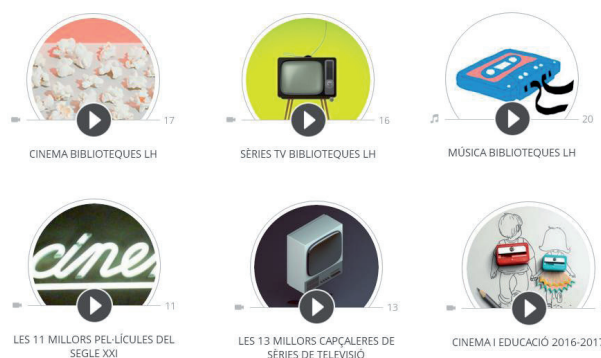 17
16
20
CINEMA BIBLIOTEQUES LH
SÈRIES TV BIBLIOTEQUES LH
MÚSICA BIBLIOTEQUES LH
cine
11
13
LES 11 MILLORS PEL·LÍCULES DEL
SEGLE XXI
LES 13 MILLORS CAPÇALERES DE
SÈRIES DE TELEVISIÓ
CINEMA I EDUCACIÓ 2016-2017